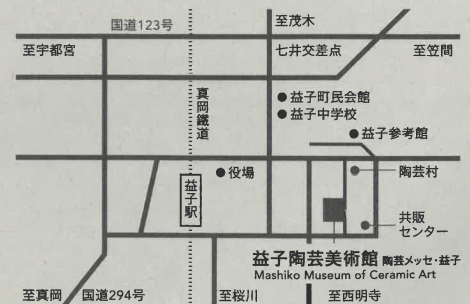 国道123号
至茂木
至宇都宮
七井交差点
至笠間
真岡鐵道
益子町民会館
益子中学校
益子参考館
役場
陶芸村
益子駅
共販
センター
益子陶芸美術館 陶芸メッセ・益子
Mashiko Museum of Ceramic Art
至真岡
国道294号
至桜川
至西明寺